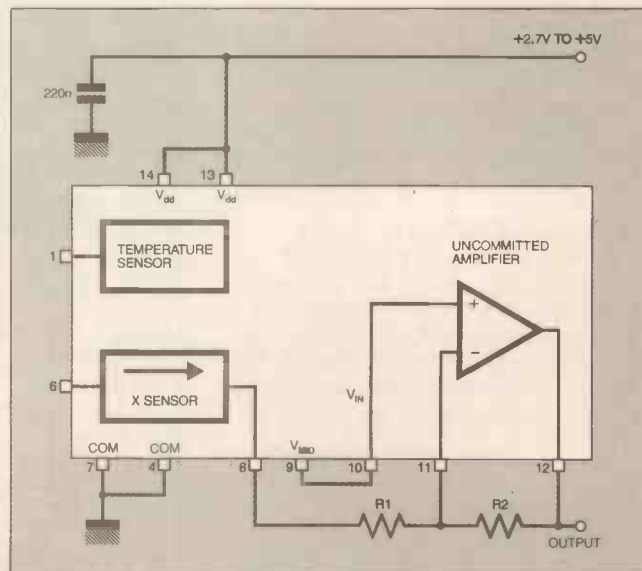 +2.7V TO +5V
220n
14
13
Vdd
Vdd
1
TEMPERATURE
SENSOR
UNCOMMITTED
AMPLIFIER
+
−
6
X SENSOR
VIN
COM
COM
VMID
7
4
8
9
10
11
12
R1
R2
OUTPUT